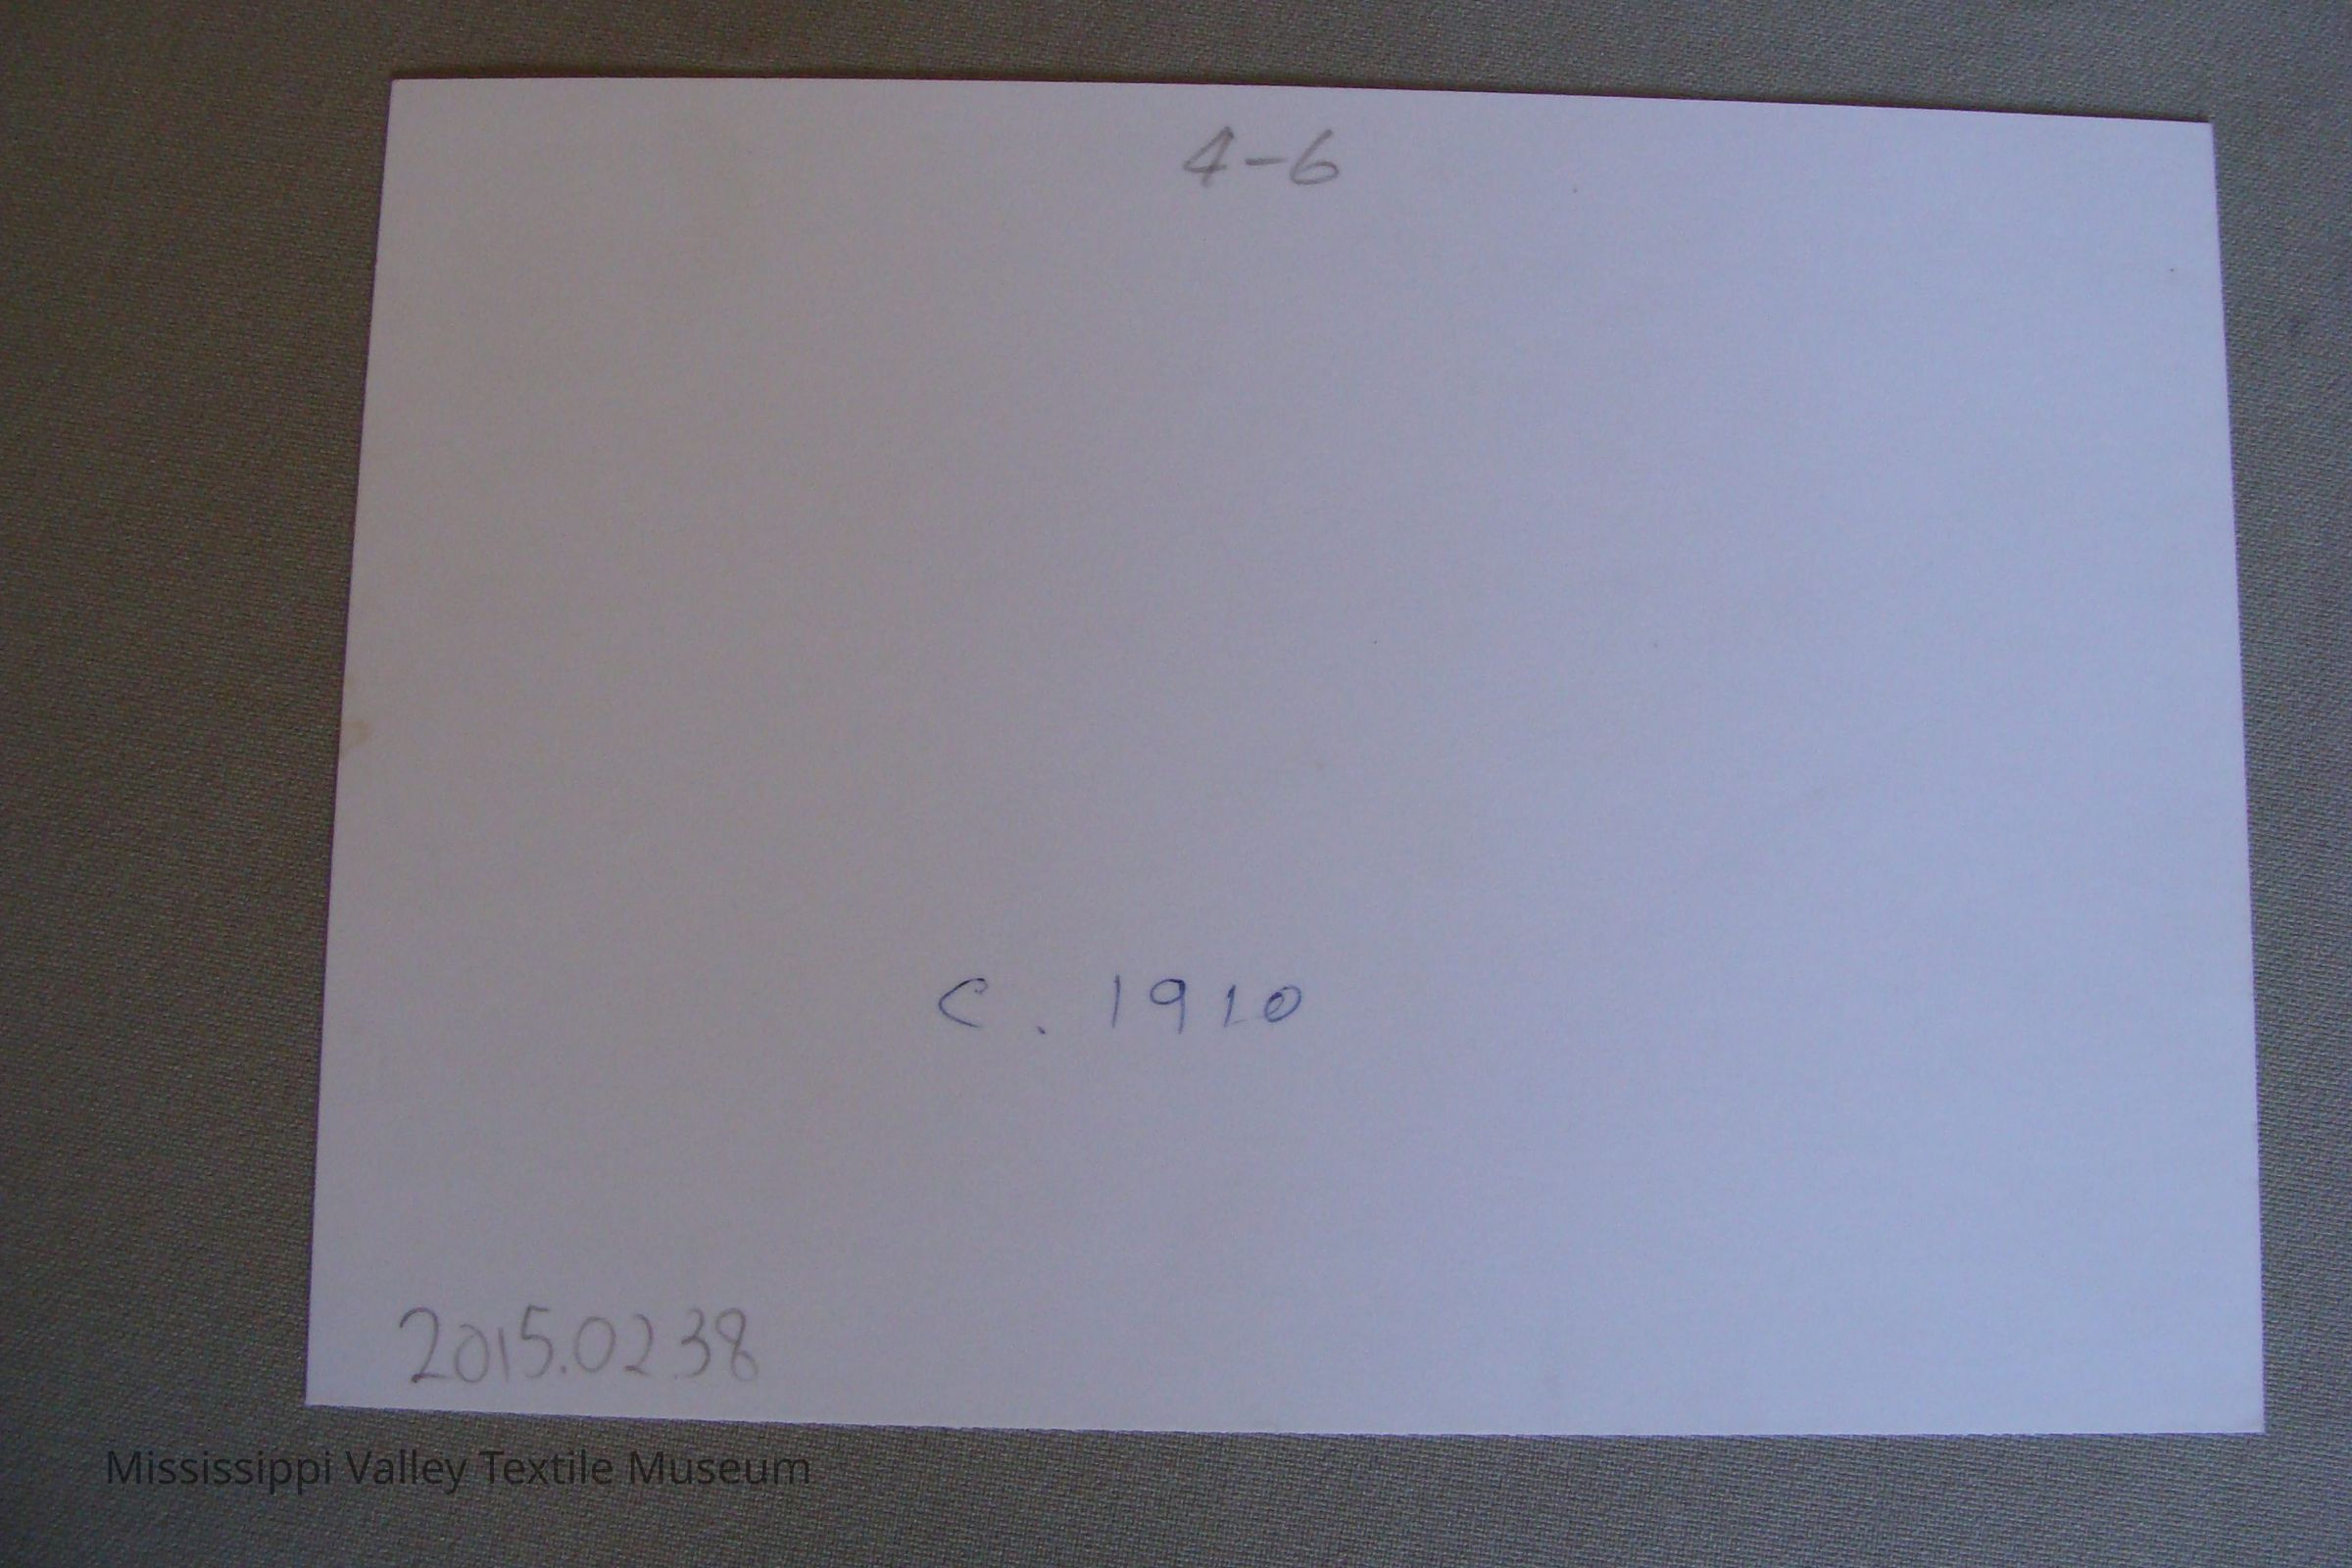 4-6
c. 1910
2015.0238
Mississippi Valley Textile Museum